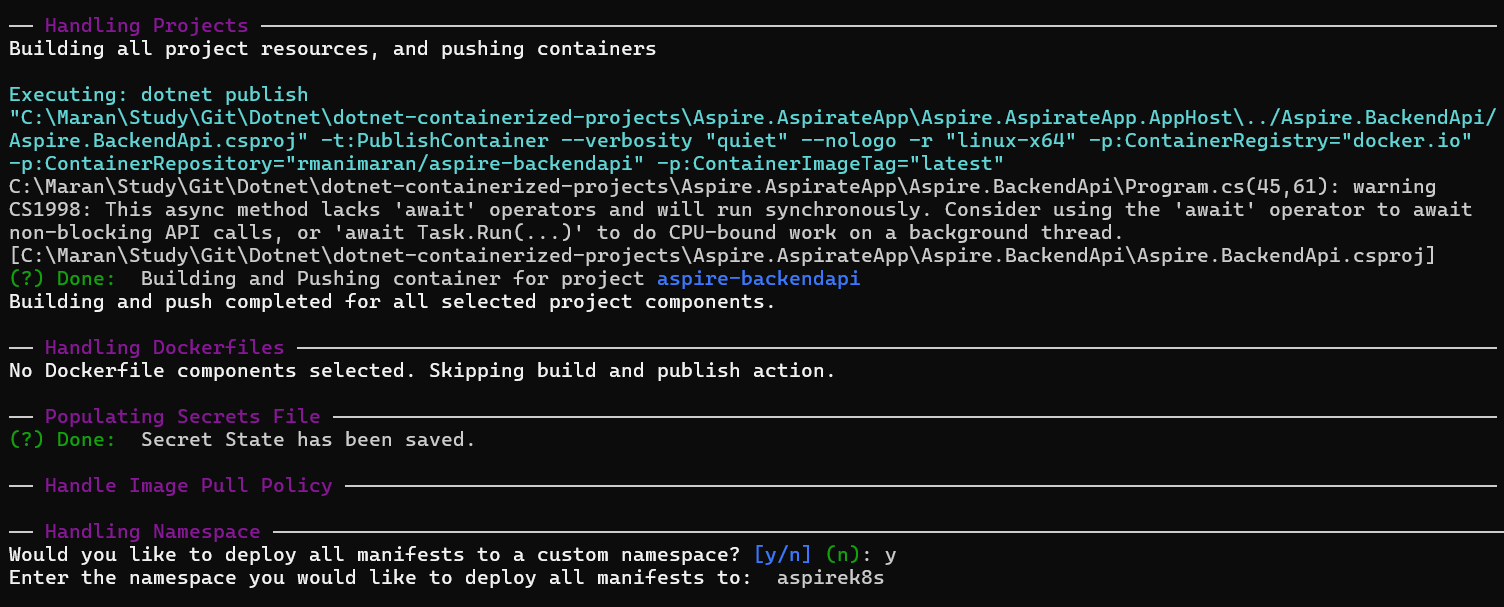 Handling Projects
Building all project resources, and pushing containers
Executing: dotnet publish
"C:\Maran\Study\Git\Dotnet\dotnet-containerized-projects\Aspire.AspirateApp\Aspire.AspirateApp.AppHost\../Aspire.BackendApi/
Aspire.BackendApi.csproj" -t:PublishContainer --verbosity "quiet" --nologo -r "linux-x64" -p:ContainerRegistry="docker.io"
-p:ContainerRepository="rmanimaran/aspire-backendapi" -p:ContainerImageTag="latest"
C:\Maran\Study\Git\Dotnet\dotnet-containerized-projects\Aspire.AspirateApp\Aspire.BackendApi\Program.cs(45,61): warning
CS1998: This async method lacks 'await' operators and will run synchronously. Consider using the 'await' operator to await
non-blocking API calls, or 'await Task.Run(...)' to do CPU-bound work on a background thread.
[C:\Maran\Study\Git\Dotnet\dotnet-containerized-projects\Aspire.AspirateApp\Aspire.BackendApi\Aspire.BackendApi.csproj]
(?) Done:  Building and Pushing container for project aspire-backendapi
Building and push completed for all selected project components.
Handling Dockerfiles
No Dockerfile components selected. Skipping build and publish action.
Populating Secrets File
(?) Done:  Secret State has been saved.
Handle Image Pull Policy
Handling Namespace
Would you like to deploy all manifests to a custom namespace? [y/n] (n): y
Enter the namespace you would like to deploy all manifests to:  aspirek8s